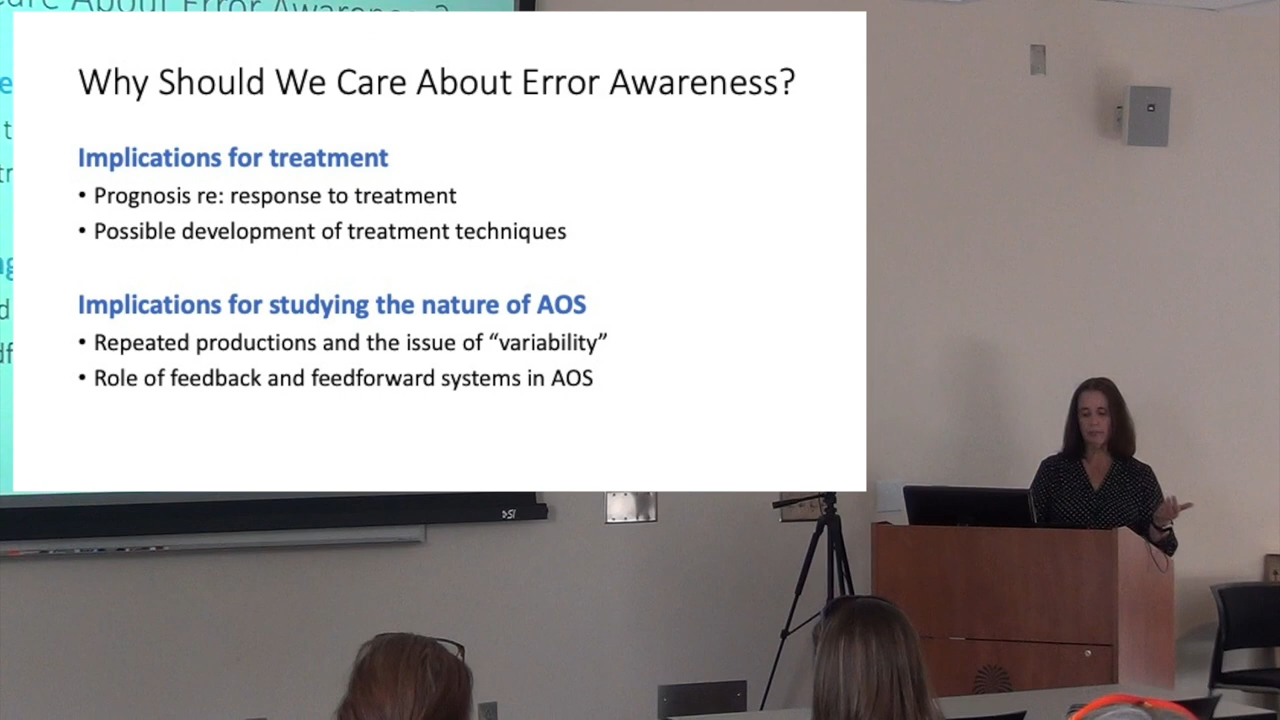 Why Should We Care About Error Awareness?
Implications for treatment
• Prognosis re: response to treatment
• Possible development of treatment techniques
Implications for studying the nature of AOS
• Repeated productions and the issue of “variability”
• Role of feedback and feedforward systems in AOS